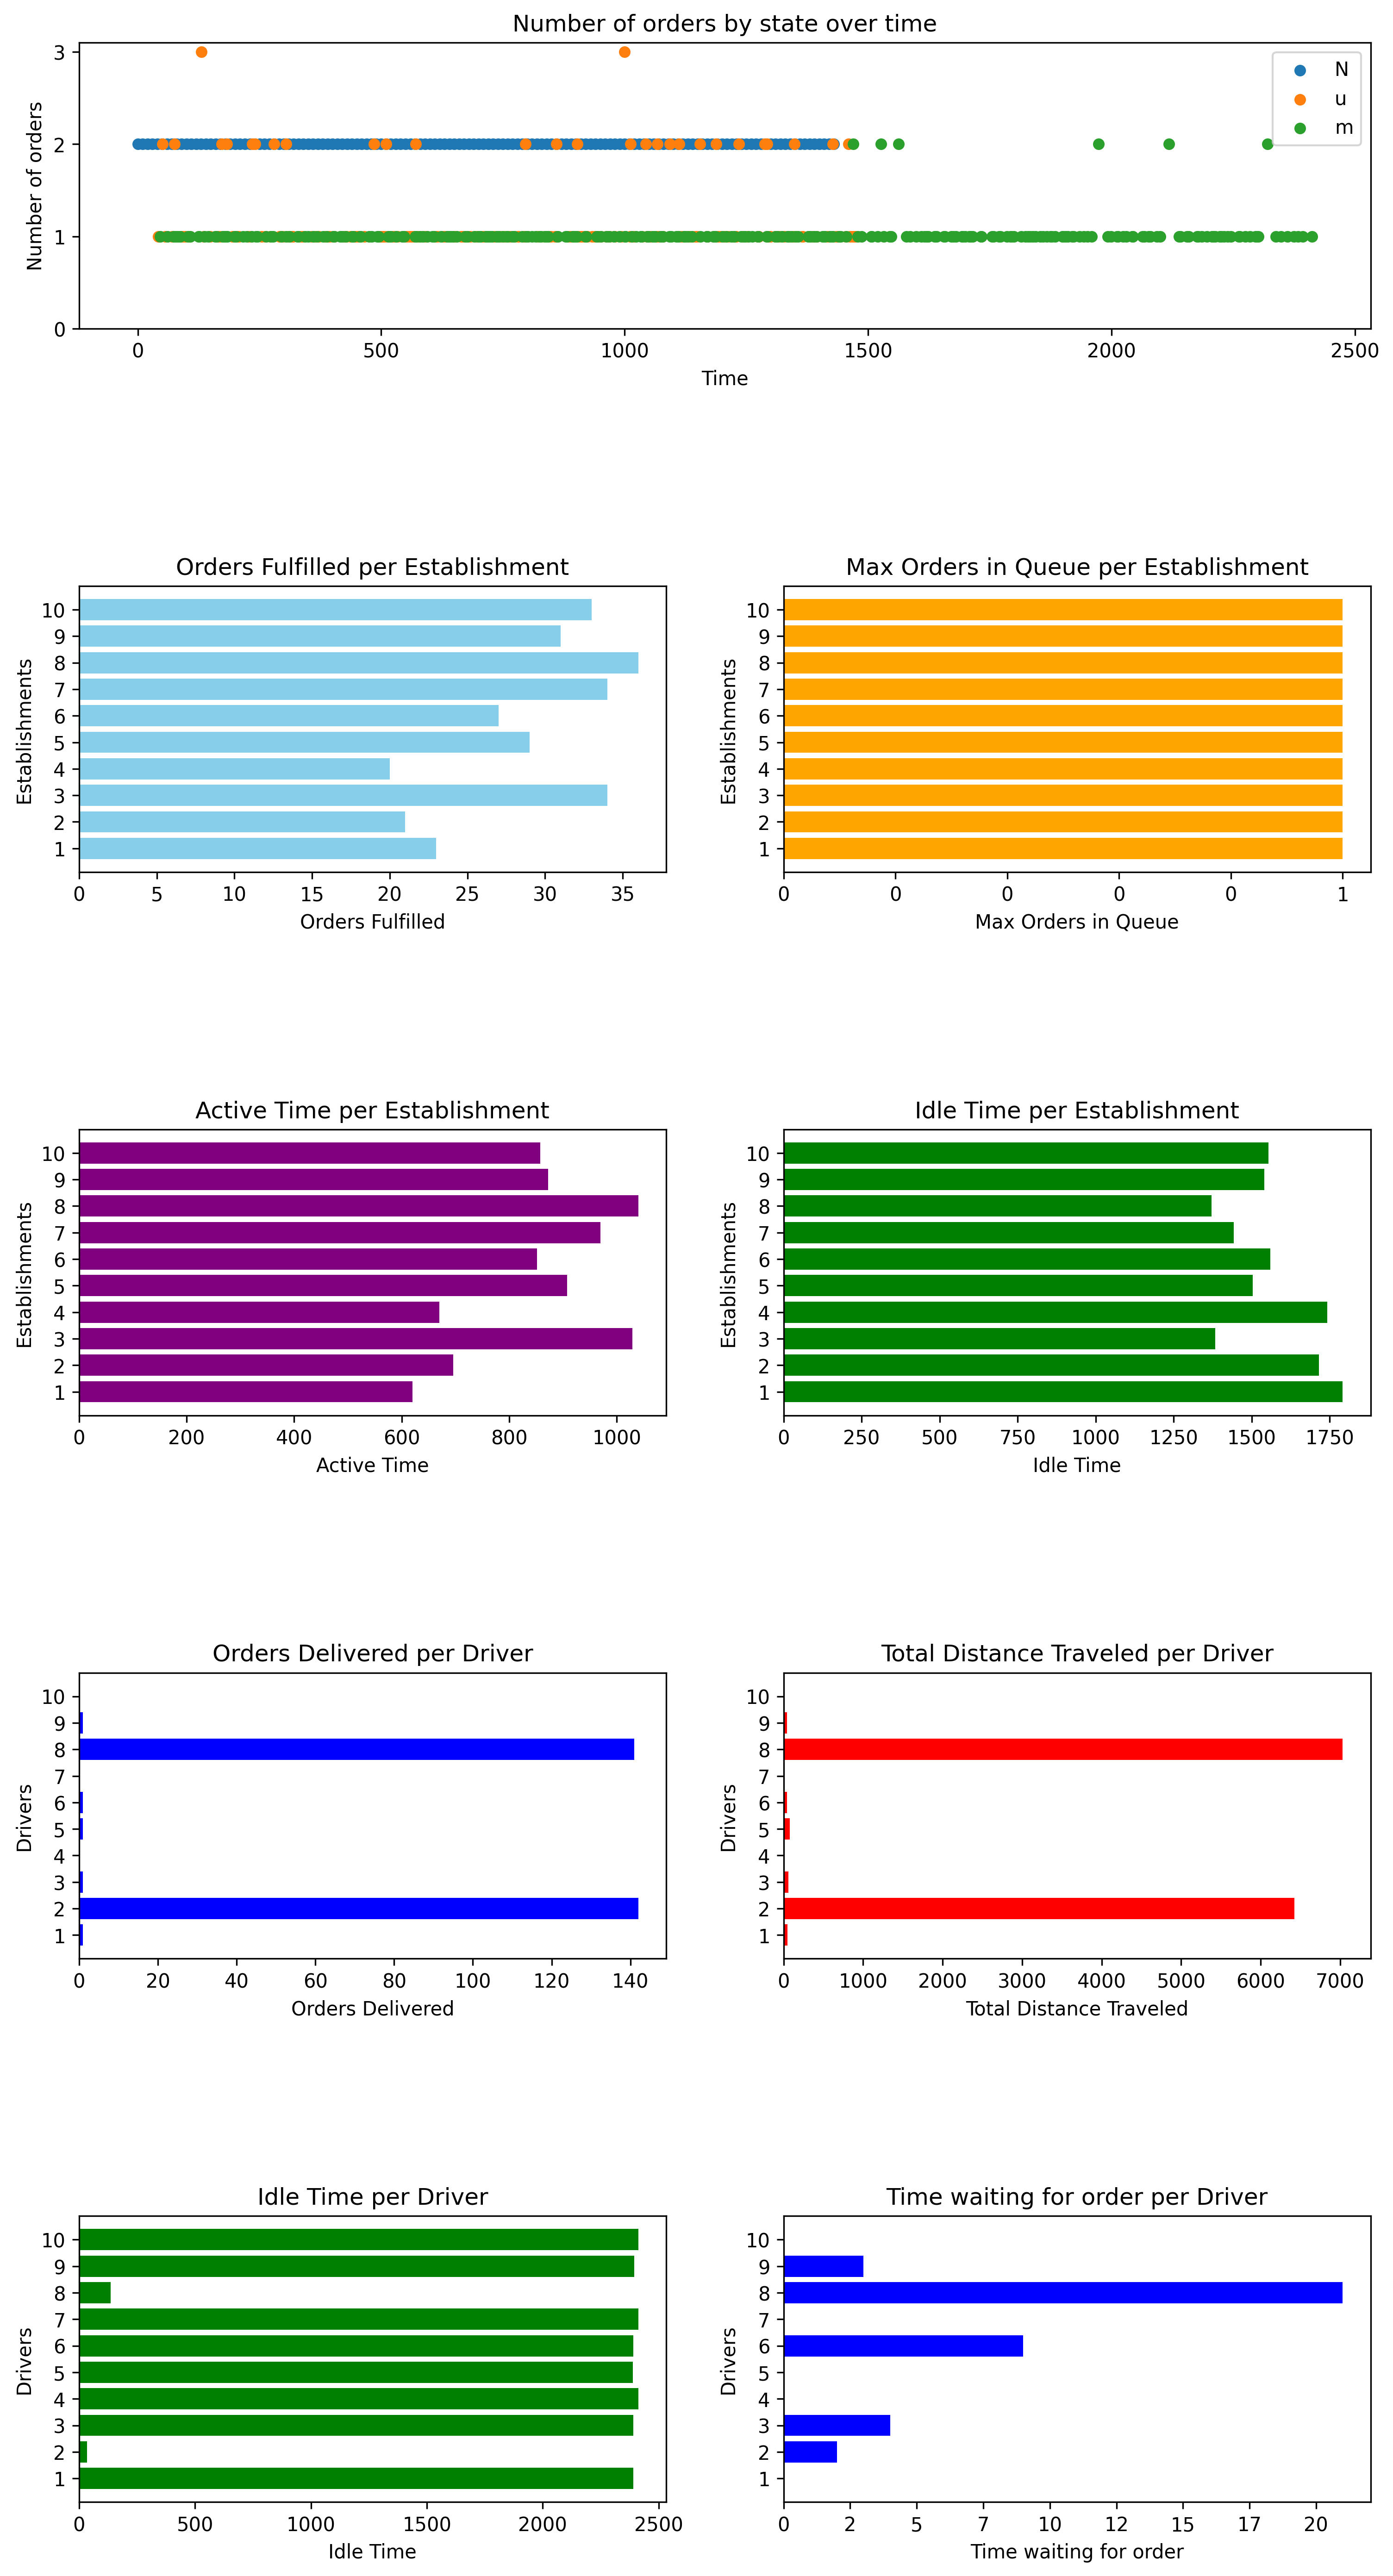 Number of orders by state over time
Number of orders
3
2
1
0
N
u
m
0 500 1000 1500 2000 2500
Time
Orders Fulfilled per Establishment
Establishments
10
9
8
7
6
5
4
3
2
1
0 5 10 15 20 25 30 35
Orders Fulfilled
Max Orders in Queue per Establishment
Establishments
10
9
8
7
6
5
4
3
2
1
0 0 0 0 0 1
Max Orders in Queue
Active Time per Establishment
Establishments
10
9
8
7
6
5
4
3
2
1
0 200 400 600 800 1000
Active Time
Idle Time per Establishment
Establishments
10
9
8
7
6
5
4
3
2
1
0 250 500 750 1000 1250 1500 1750
Idle Time
Orders Delivered per Driver
Drivers
10
9
8
7
6
5
4
3
2
1
0 20 40 60 80 100 120 140
Orders Delivered
Total Distance Traveled per Driver
Drivers
10
9
8
7
6
5
4
3
2
1
0 1000 2000 3000 4000 5000 6000 7000
Total Distance Traveled
Idle Time per Driver
Drivers
10
9
8
7
6
5
4
3
2
1
0 500 1000 1500 2000 2500
Idle Time
Time waiting for order per Driver
Drivers
10
9
8
7
6
5
4
3
2
1
0 2 5 7 10 12 15 17 20
Time waiting for order